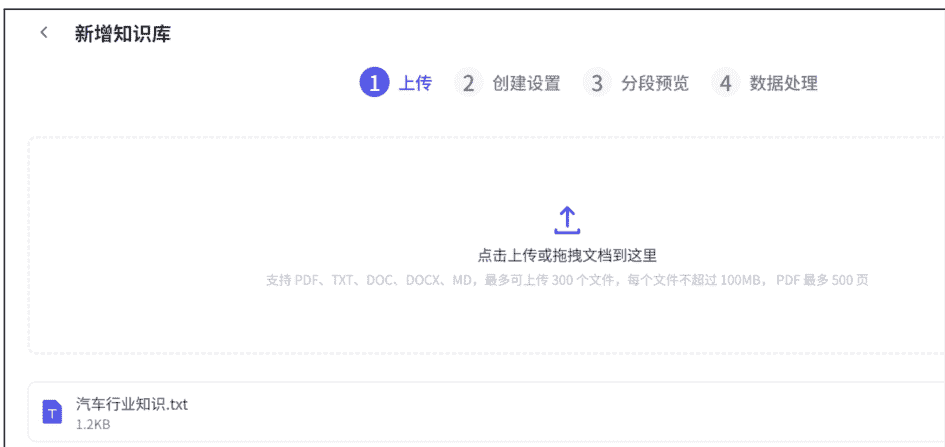 新增知识库
1 上传 2 创建设置 3 分段预览 4 数据处理
点击上传或拖拽文档到这里
支持 PDF、TXT、DOC、DOCX、MD，最多可上传 300 个文件，每个文件不超过 100MB， PDF 最多 500 页
T
汽车行业知识.txt
1.2KB